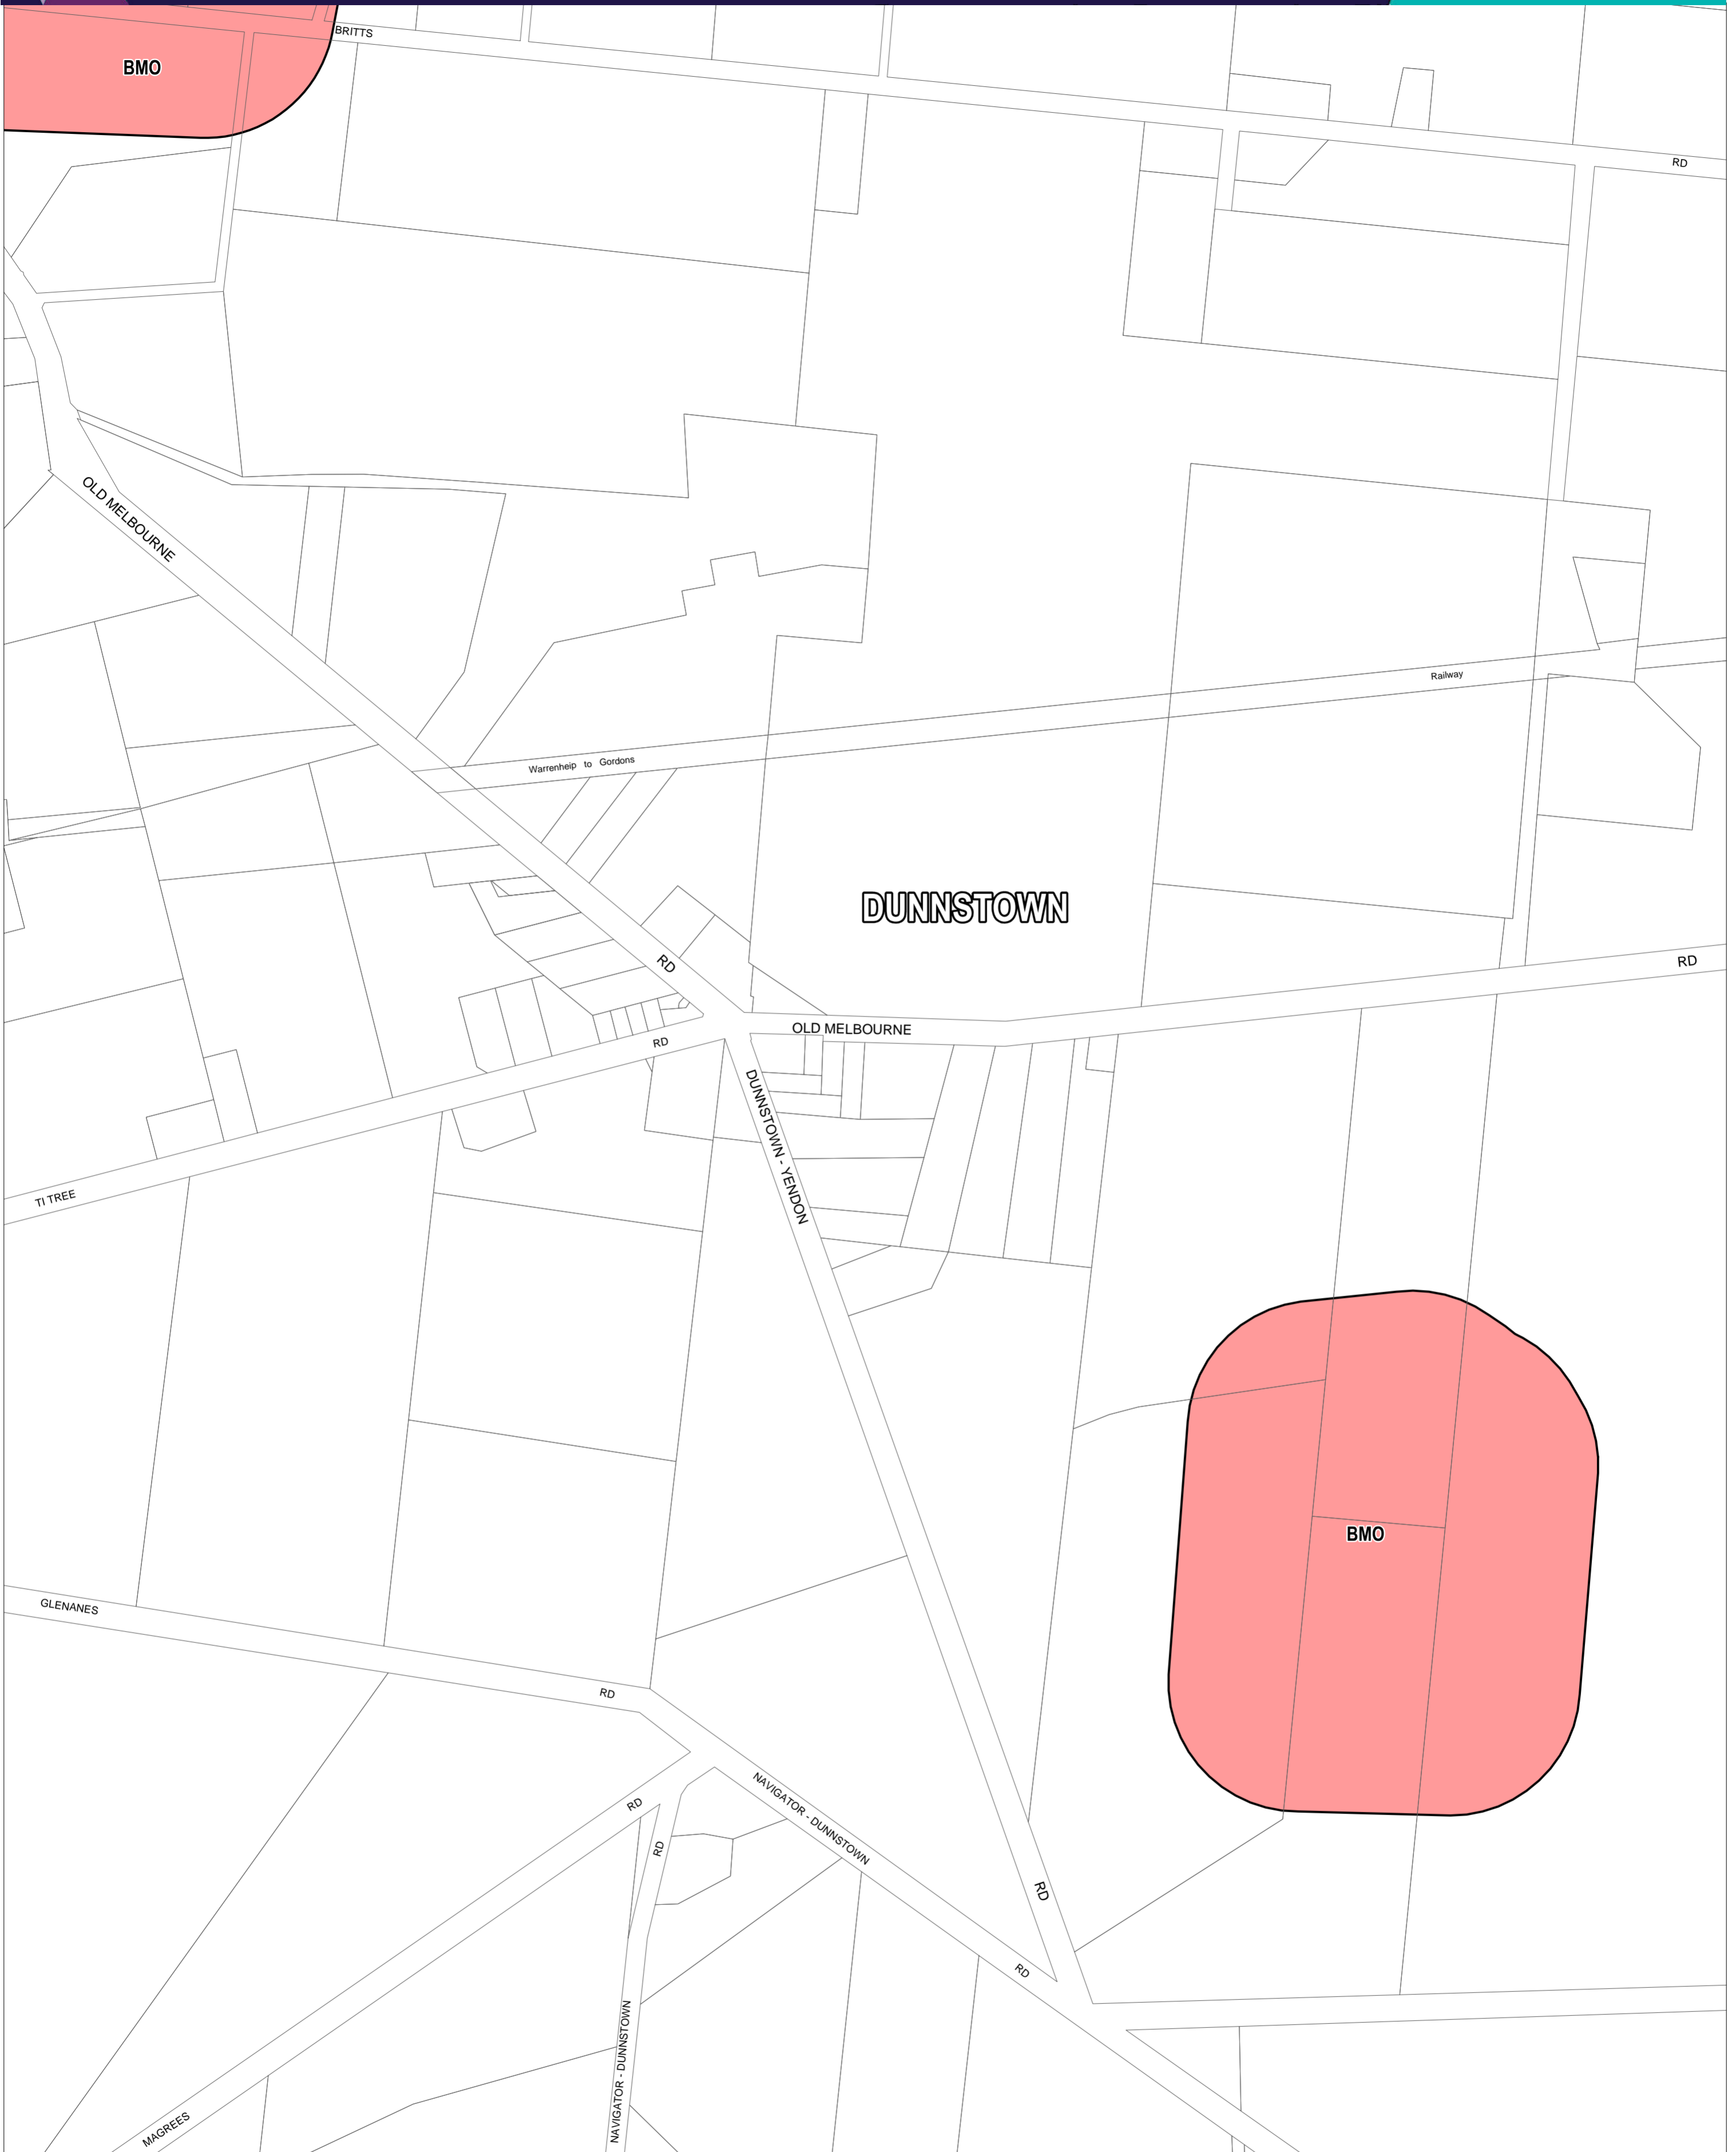 BRITTS
BMO
RD
OLD MELBOURNE
Railway
Warrenheip to Gordons
DUNNSTOWN
RD
RD
OLD MELBOURNE
RD
DUNNSTOWN - YENDON
TI TREE
BMO
GLENANES
RD
NAVIGATOR - DUNNSTOWN
RD
RD
RD
RD
NAVIGATOR - DUNNSTOWN
MAGREES